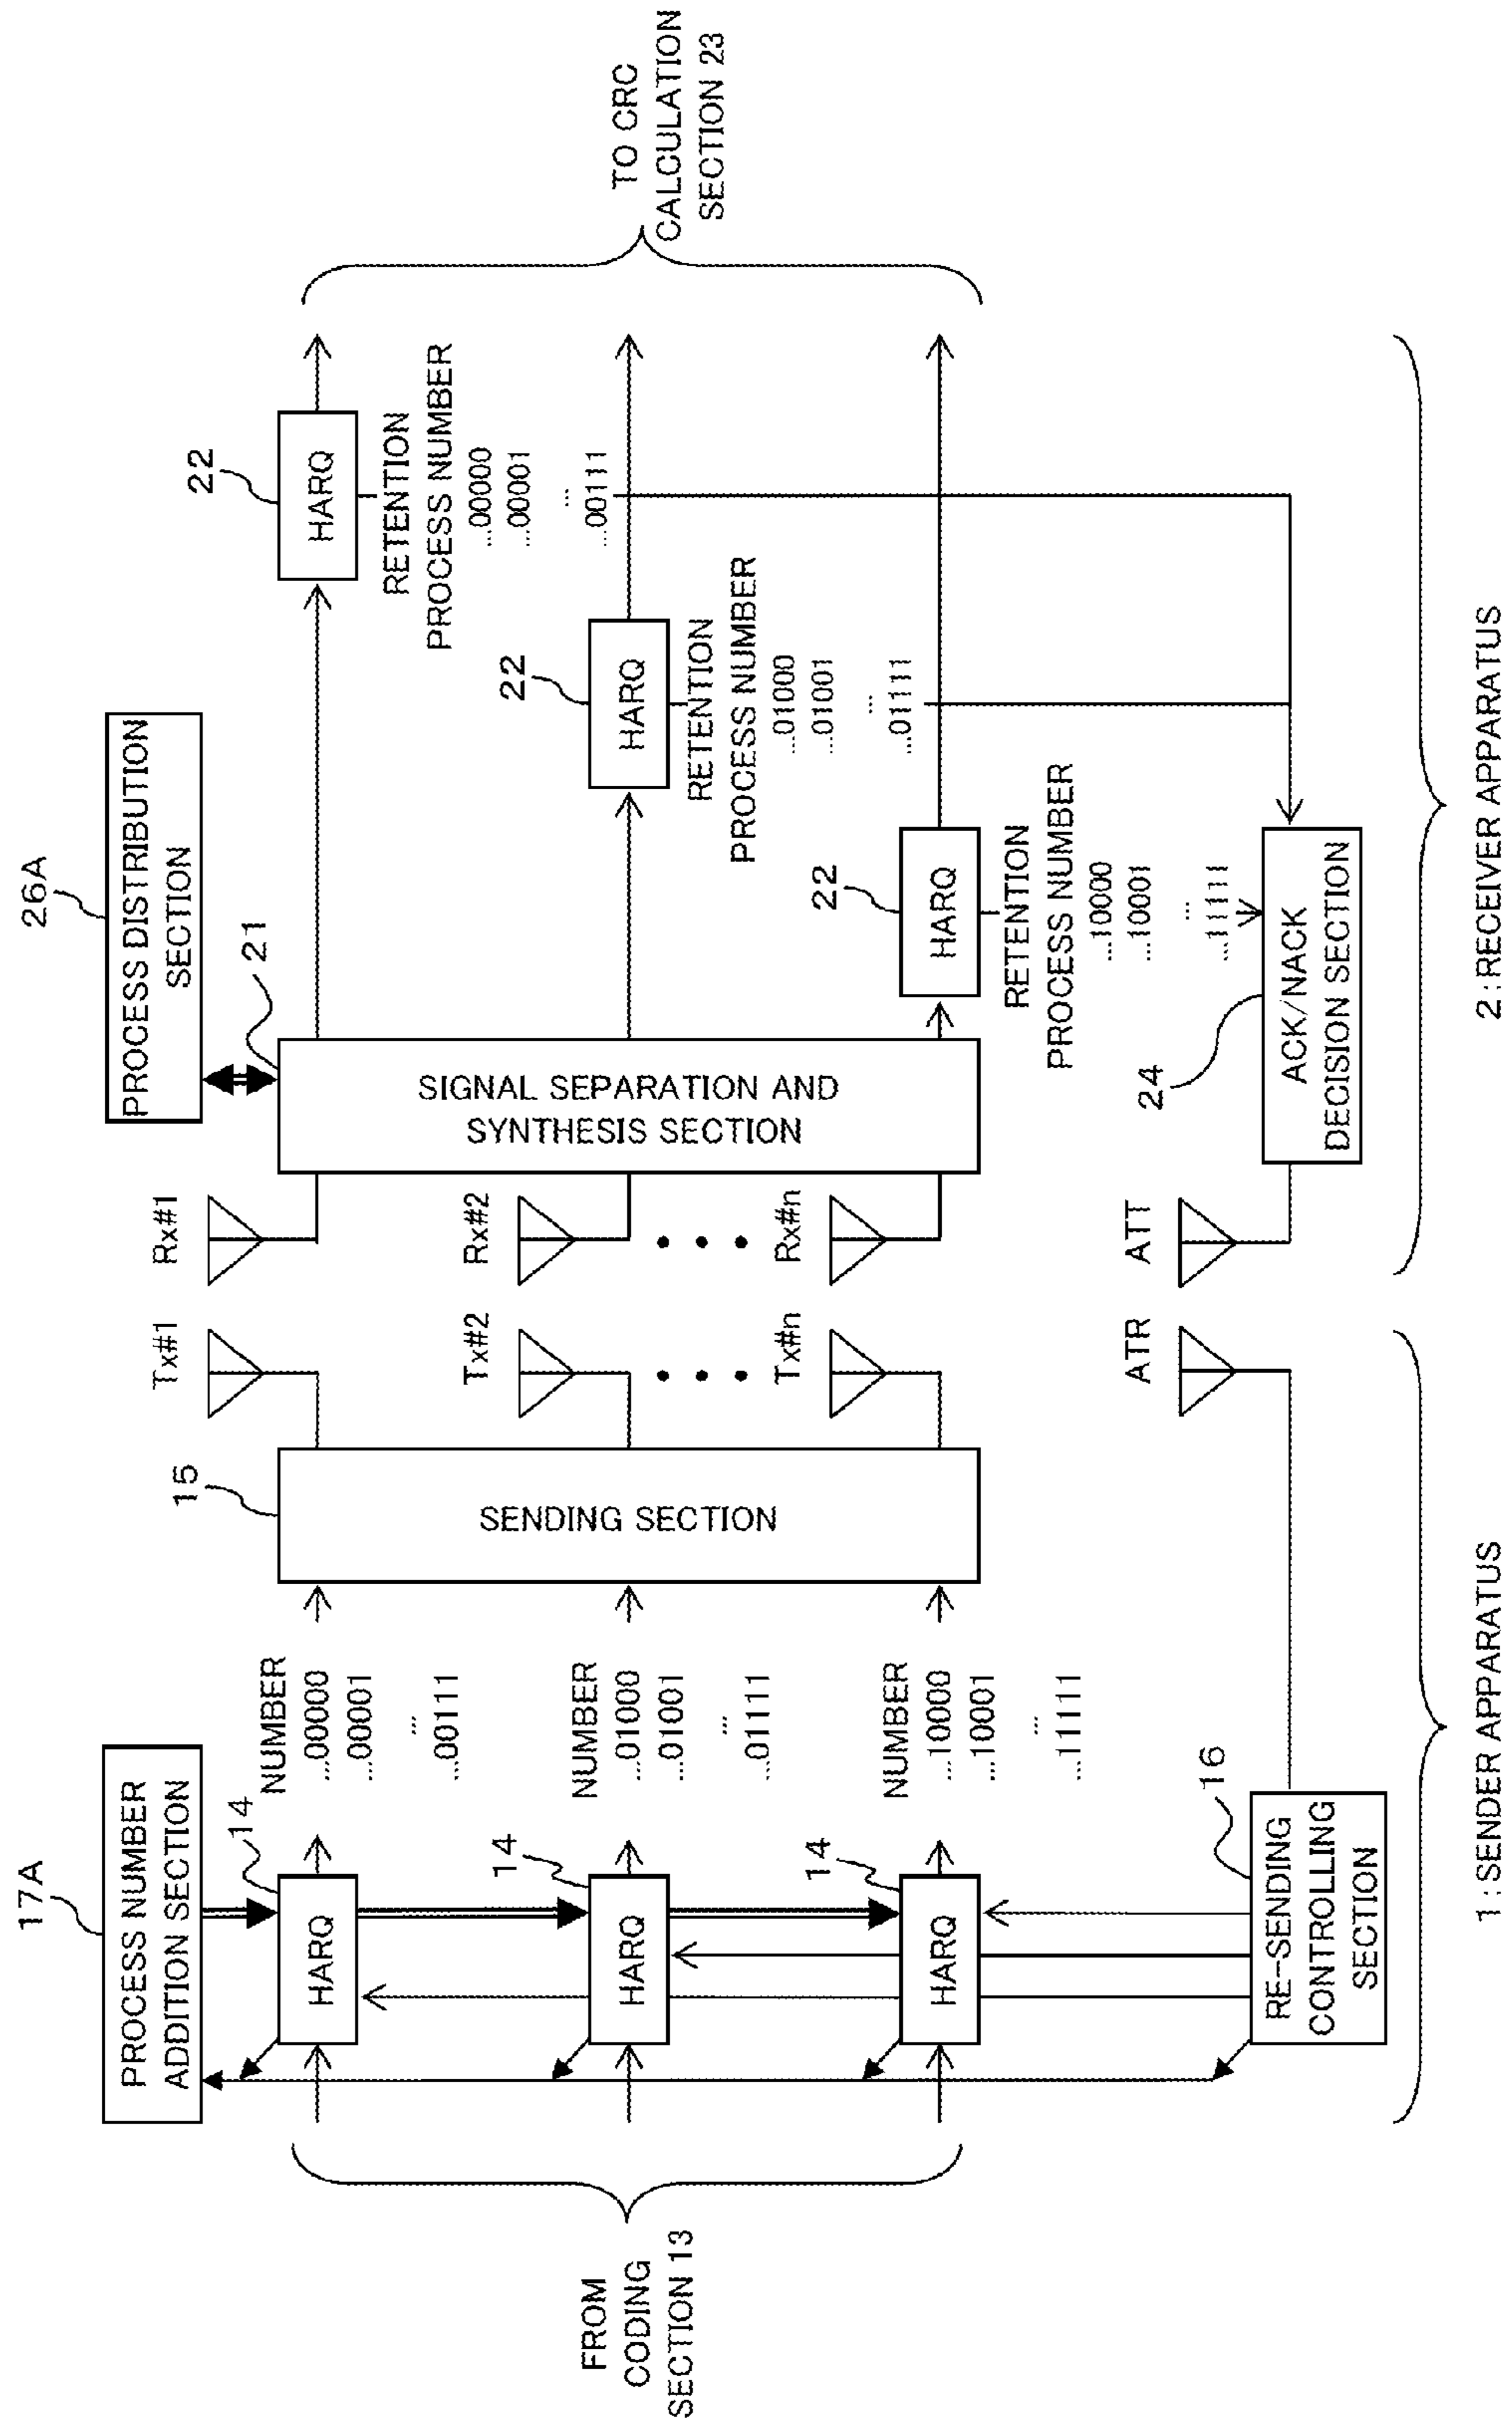 17A
PROCESS NUMBER
ADDITION SECTION
14
HARQ
14
HARQ
14
HARQ
FROM
CODING
SECTION 13
NUMBER
...00000
...00001
...
...00111
NUMBER
...01000
...01001
...
...01111
NUMBER
...10000
...10001
...
...11111
16
RE-SENDING
CONTROLLING
SECTION
15
SENDING SECTION
Tx#1
Tx#2
Tx#n
ATR
1:SENDER APPARATUS
Rx#1
Rx#2
Rx#n
ATT
26A
PROCESS DISTRIBUTION
SECTION
21
SIGNAL SEPARATION AND
SYNTHESIS SECTION
22
HARQ
RETENTION
PROCESS NUMBER
...00000
...00001
...
...00111
22
HARQ
RETENTION
PROCESS NUMBER
...01000
...01001
...
...01111
22
HARQ
RETENTION
PROCESS NUMBER
...10000
...10001
...
...11111
24
ACK/NACK
DECISION SECTION
TO CRC
CALCULATION
SECTION 23
2:RECEIVER APPARATUS